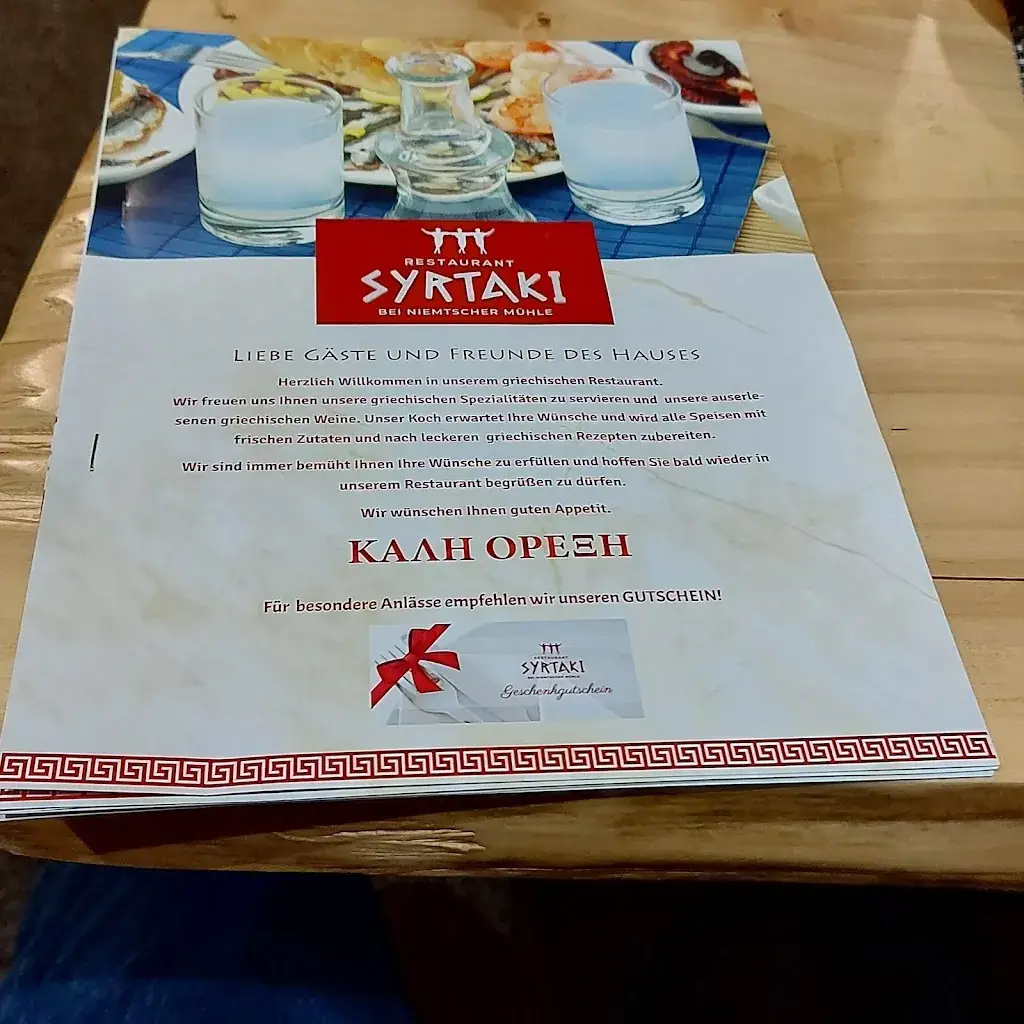 RESTAURANT
SYRTAKI
BEI NIEMTSCHER MÜHLE
LIEBE GÄSTE UND FREUNDE DES HAUSES
Herzlich Willkommen in unserem griechischen Restaurant.
Wir freuen uns Ihnen unsere griechischen Spezialitäten zu servieren und unsere auserle-
senen griechischen Weine. Unser Koch erwartet Ihre Wünsche und wird alle Speisen mit
frischen Zutaten und nach leckeren griechischen Rezepten zubereiten.
Wir sind immer bemüht Ihnen Ihre Wünsche zu erfüllen und hoffen Sie bald wieder in
unserem Restaurant begrüßen zu dürfen.
Wir wünschen Ihnen guten Appetit.
ΚΑΛΗ ΟΡΕΞΗ
Für besondere Anlässe empfehlen wir unseren GUTSCHEIN!
RESTAURANT
SYRTAKI
BEI NIEMTSCHER MÜHLE
Geschenkgutschein